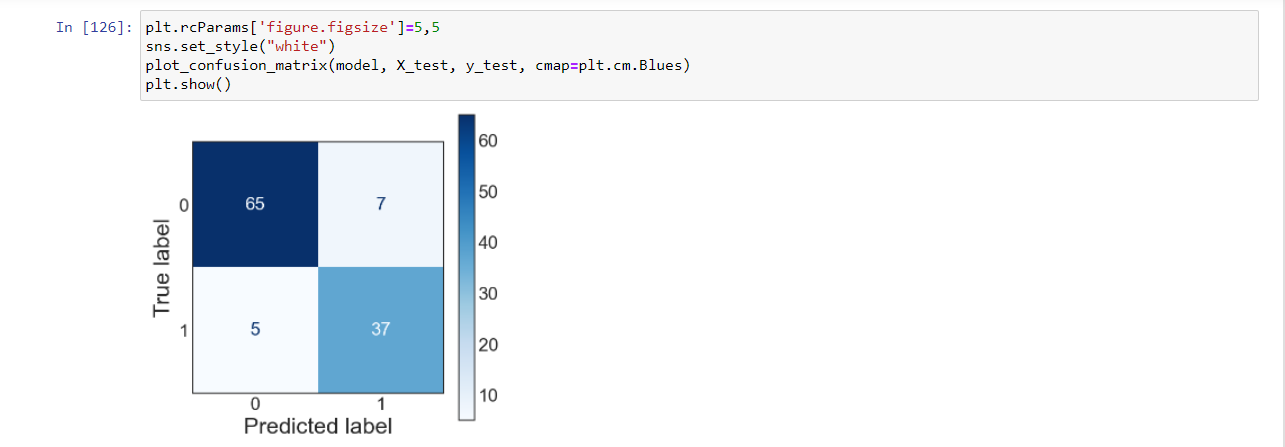 In [126]: plt.rcParams['figure.figsize']=5,5
sns.set_style("white")
plot_confusion_matrix(model, X_test, y_test, cmap=plt.cm.Blues)
plt.show()
60
0 65 7
50
40
True label
30
1 5 37
20
10
0 1
Predicted label